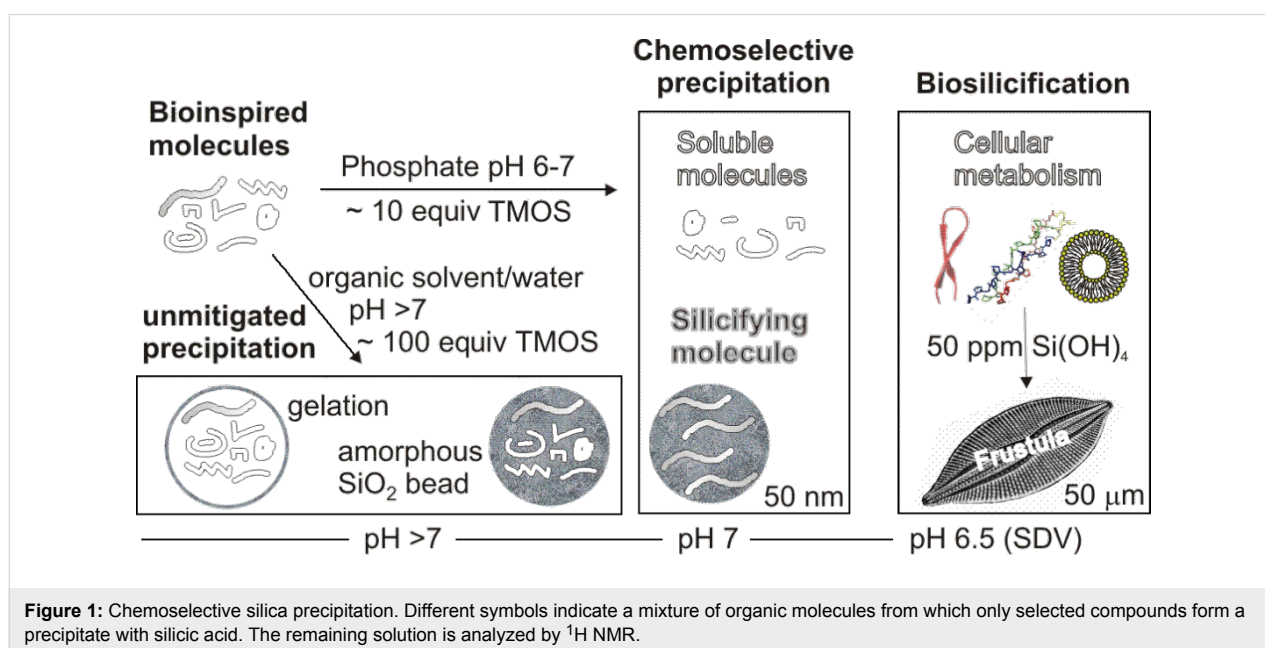 Bioinspired
molecules
Phosphate pH 6-7
~ 10 equiv TMOS
organic solvent/water
pH >7
~ 100 equiv TMOS
unmitigated
precipitation
gelation
amorphous
SiO₂ bead
Chemoselective
precipitation
Soluble
molecules
Silicifying
molecule
50 nm
Biosilicification
Cellular
metabolism
50 ppm Si(OH)₄
Frustula
50 μm
pH >7
pH 7
pH 6.5 (SDV)
Figure 1: Chemoselective silica precipitation. Different symbols indicate a mixture of organic molecules from which only selected compounds form a
precipitate with silicic acid. The remaining solution is analyzed by ¹H NMR.